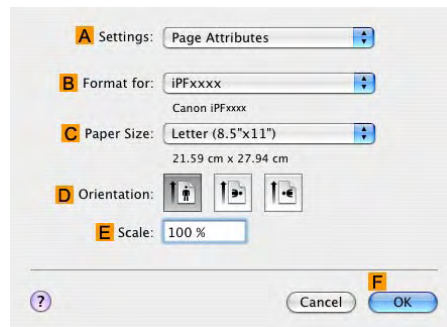 A Settings: Page Attributes
B Format for: iPFxxxx
Canon iPFxxxx
C Paper Size: Letter (8.5"x11")
21.59 cm x 27.94 cm
D Orientation:
E Scale: 100 %
F
? Cancel OK